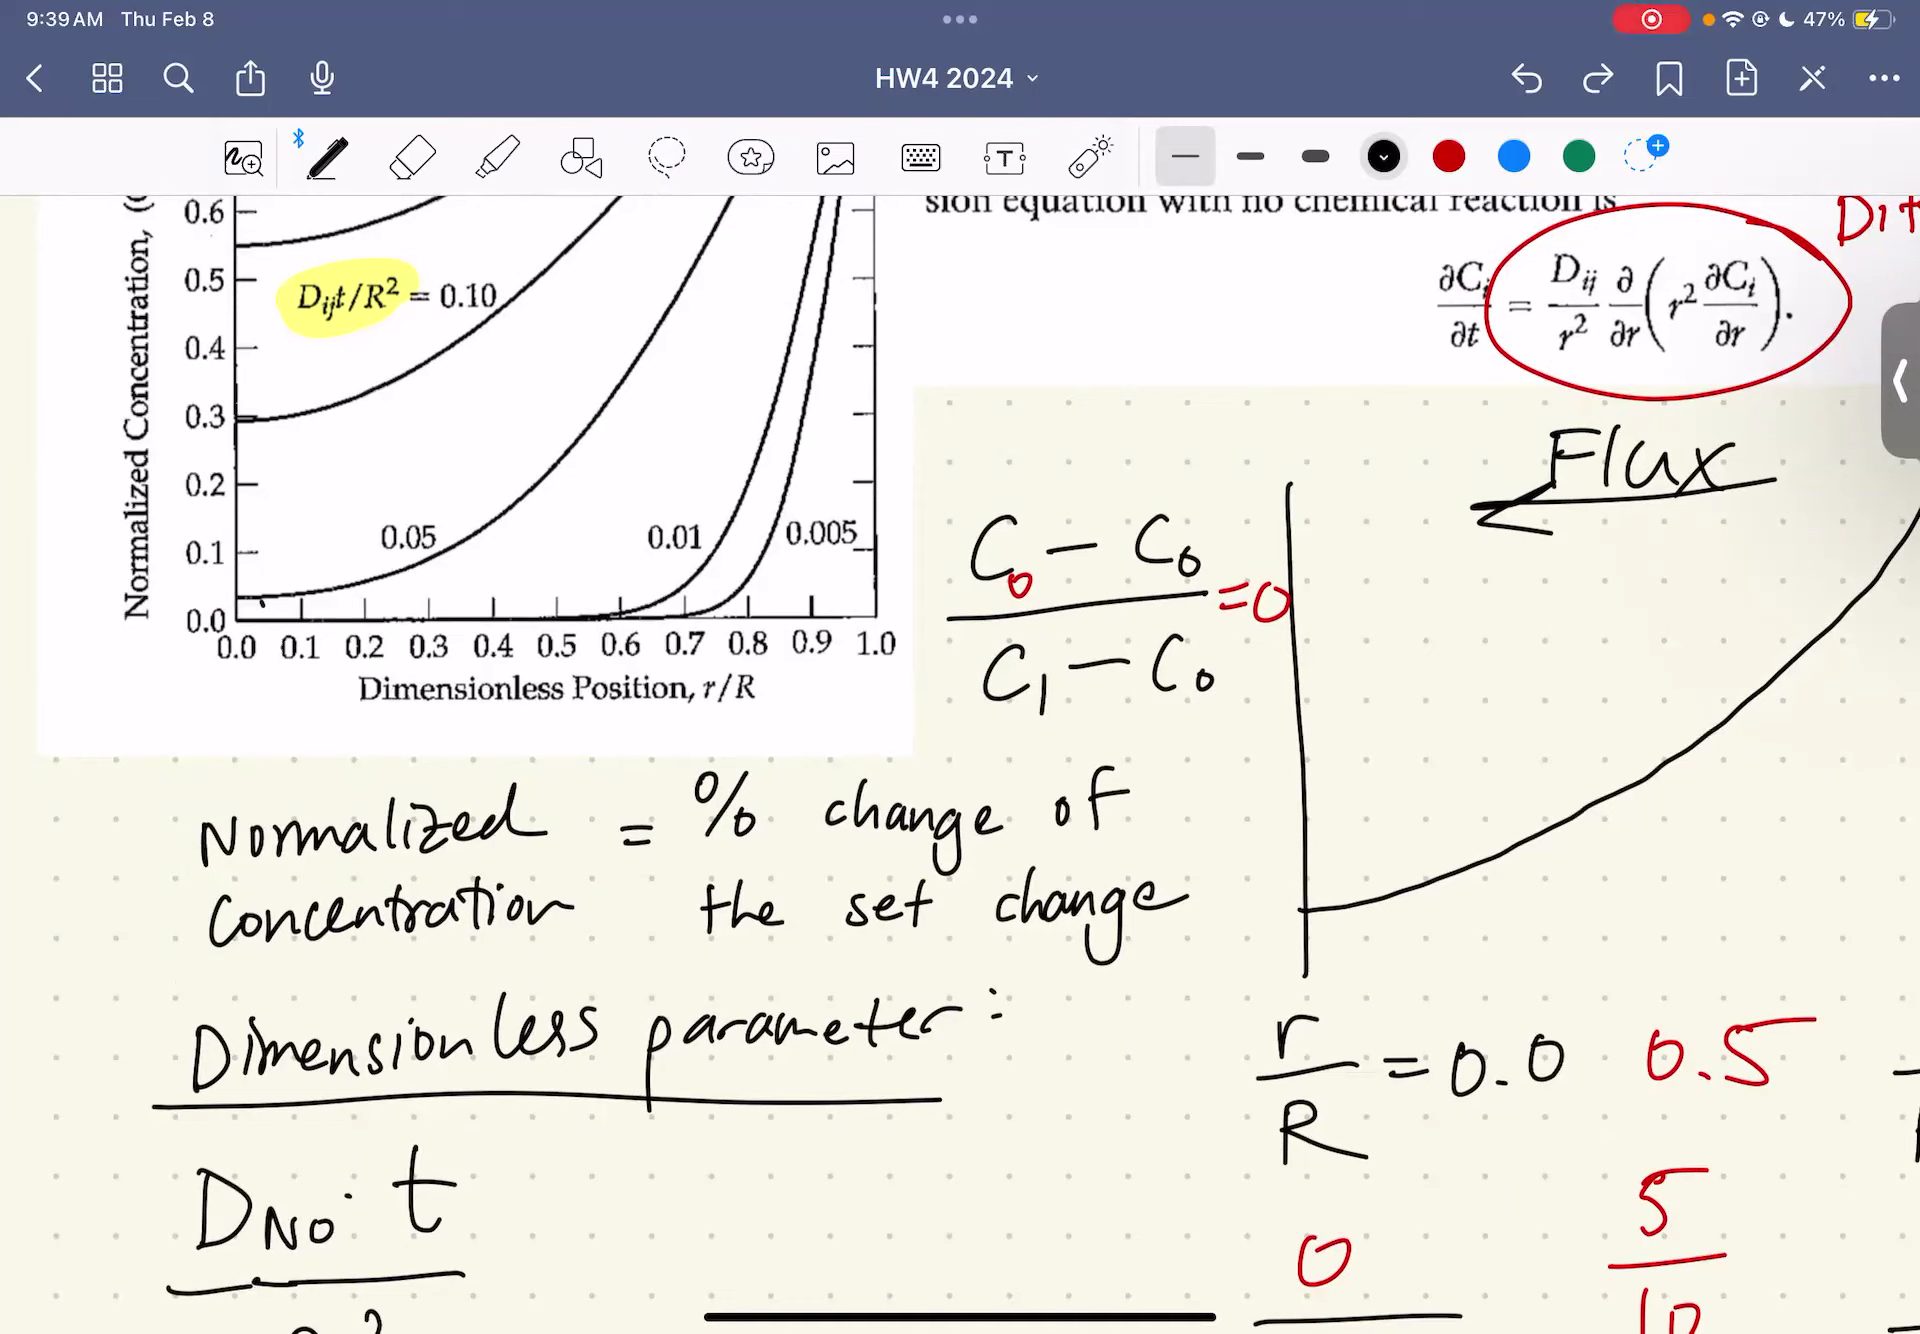 9:39 AM Thu Feb 8
47%
HW4 2024
T
sion equation with no chemical reaction is
∂Cᵢ/∂t = Dᵢⱼ/r² ∂/∂r (r² ∂Cᵢ/∂r).
Normalized Concentration, (
0.6
0.5
0.4
0.3
0.2
0.1
0.0
Dᵢⱼt/R² = 0.10
0.05
0.01
0.005
0.0 0.1 0.2 0.3 0.4 0.5 0.6 0.7 0.8 0.9 1.0
Dimensionless Position, r/R
Flux
C₀ − C₀
= 0
C₁ − C₀
Normalized = % change of
concentration the set change
Dimensionless parameter:
D_NO · t
r/R = 0.0 0.5
0
5
10